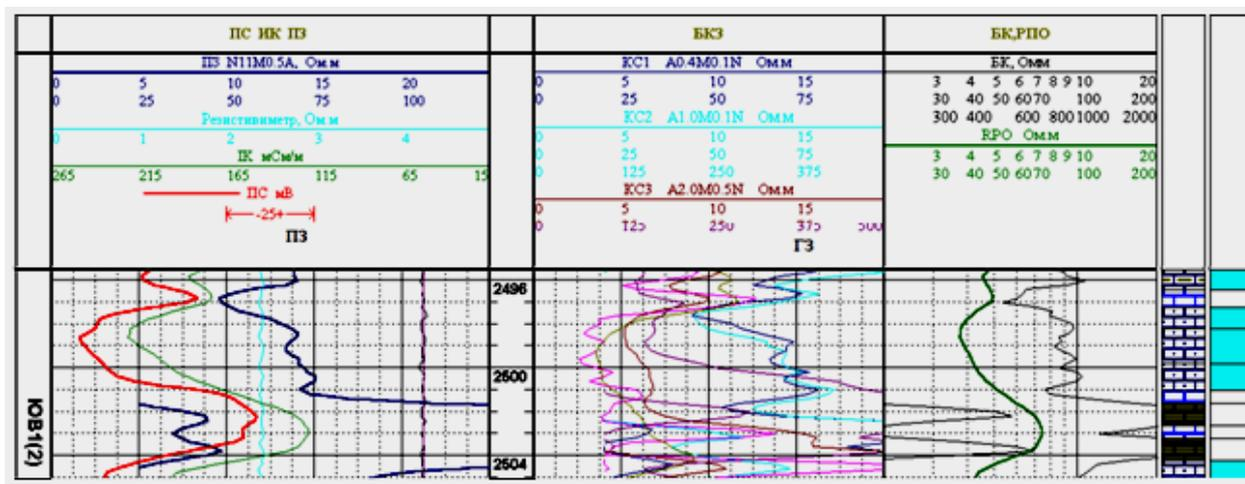 ПС ИК ПЗ
БКЗ
БК,РПО
ПЗ N11M0.5A, Ом.м
0 5 10 15 20
0 25 50 75 100
Резистивиметр, Ом.м
0 1 2 3 4
IK мСм/м
265 215 165 115 65 15
ПС мВ
-25+
ПЗ
КС1 A0.4M0.1N Ом.м
0 5 10 15
0 25 50 75
КС2 A1.0M0.1N Ом.м
0 5 10 15
0 25 50 75
0 125 250 375
КС3 A2.0M0.5N Ом.м
0 5 10 15
0 125 250 375 500
ГЗ
БК, Омм
3 4 5 6 7 8 9 10 20
30 40 50 60 70 100 200
300 400 600 800 1000 2000
RPO Ом.м
3 4 5 6 7 8 9 10 20
30 40 50 60 70 100 200
2496
2500
2504
ЮВ1(2)